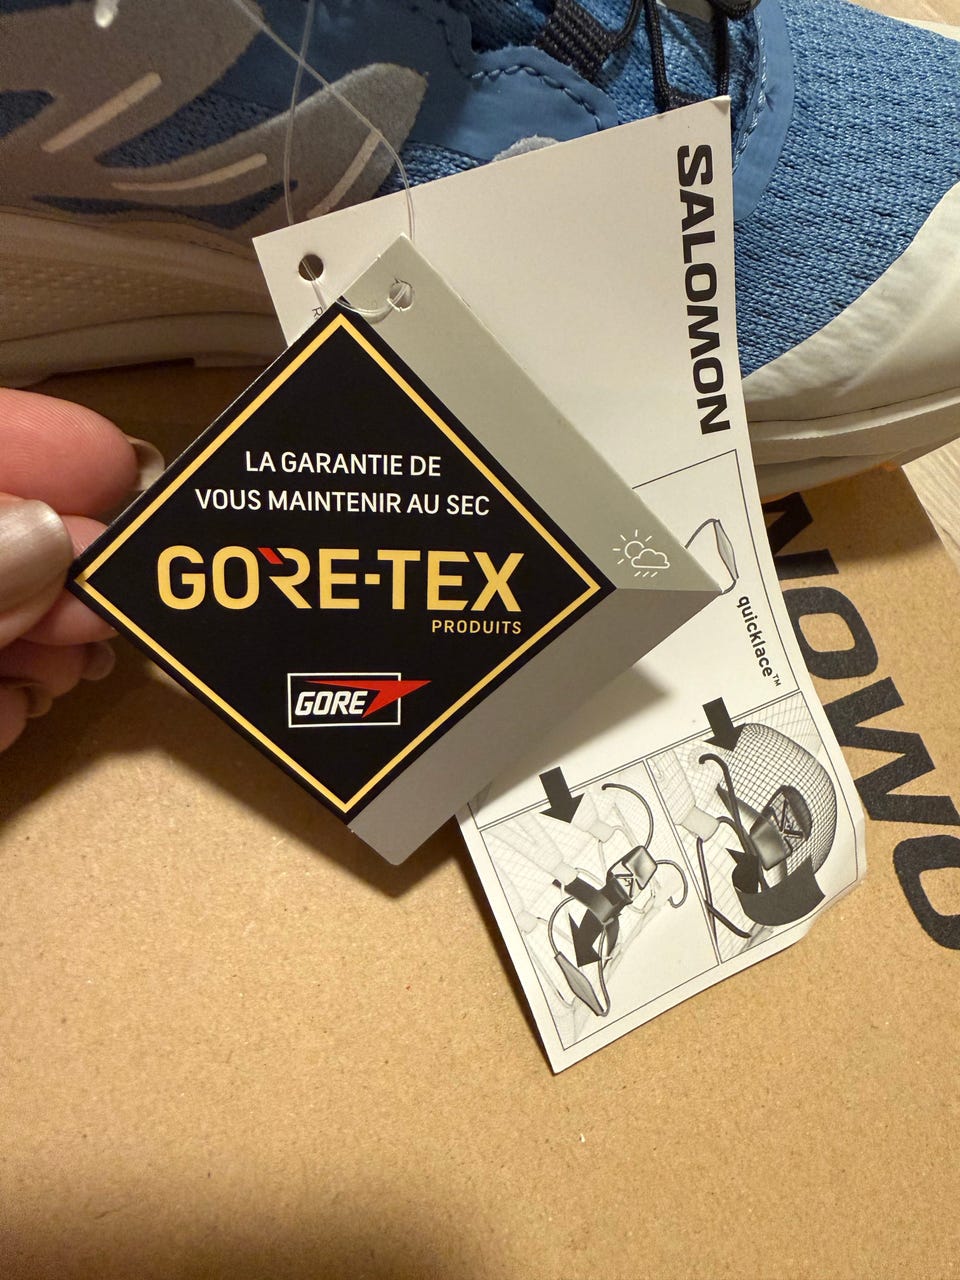 SALOMON
LA GARANTIE DE
VOUS MAINTENIR AU SEC
GORE-TEX
PRODUITS
GORE
quicklace™